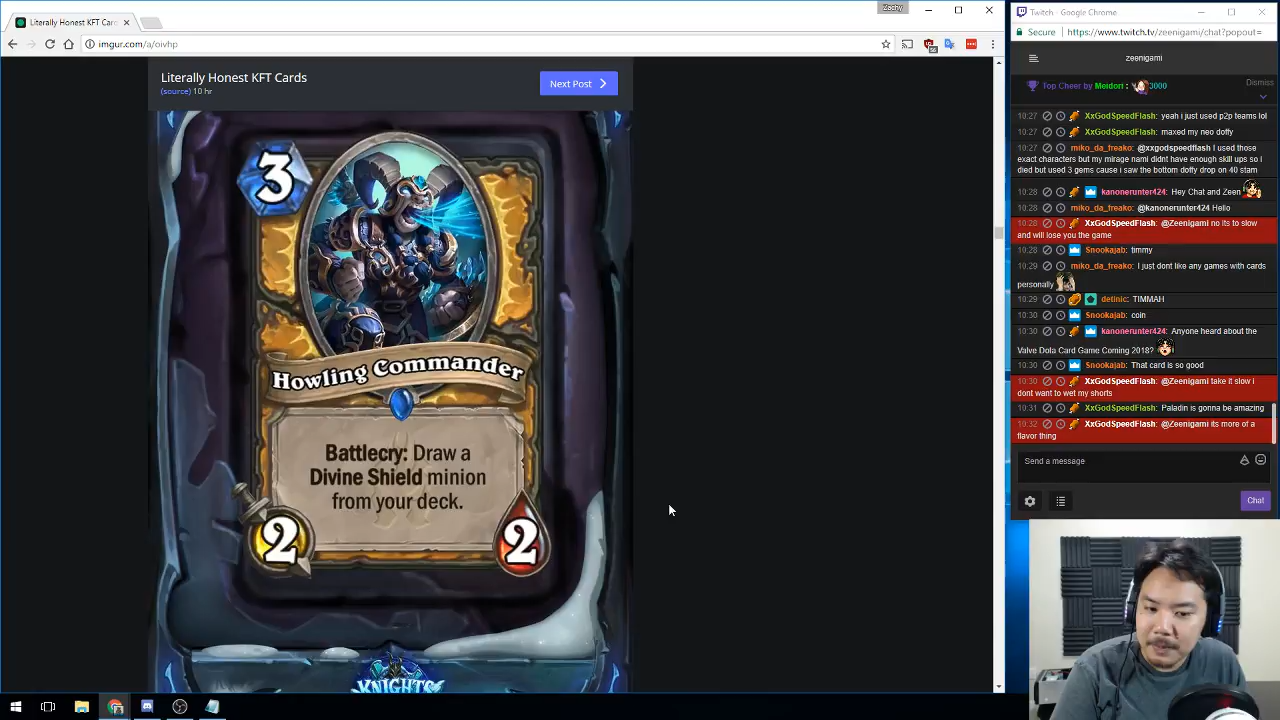 Literally Honest KFT Card
Zachy
imgur.com/a/oivhp
Literally Honest KFT Cards
(source) 10 hr
Next Post
3
Howling Commander
Battlecry: Draw a
Divine Shield minion
from your deck.
2
2
KNIGHTS
Twitch - Google Chrome
Secure
https://www.twitch.tv/zeenigami/chat?popout=
zeenigami
Top Cheer by Meidori : 3000
Dismiss
10:27 XxGodSpeedFlash: yeah i just used p2p teams lol
10:27 XxGodSpeedFlash: maxed my neo doffy
10:27 miko_da_freako: @xxgodspeedflash I used those
exact characters but my mirage nami didnt have enough skill ups so i
died but used 3 gems cause i saw the bottom doffy drop on 40 stam
10:28 kanonerunter424: Hey Chat and Zeen
10:28 miko_da_freako: @kanonerunter424 Hello
10:28 XxGodSpeedFlash: @Zeenigami no its to slow
and will lose you the game
10:28 Snookajab: timmy
10:29 miko_da_freako: I just dont like any games with cards
personally
10:29 detinic: TIMMAH
10:30 Snookajab: coin
10:30 kanonerunter424: Anyone heard about the
Valve Dola Card Game Coming 2018?
10:30 Snookajab: That card is so good
10:30 XxGodSpeedFlash: @Zeenigami take it slow i
dont want to wet my shorts
10:31 XxGodSpeedFlash: Paladin is gonna be amazing
10:32 XxGodSpeedFlash: @Zeenigami its more of a
flavor thing
Send a message
Chat